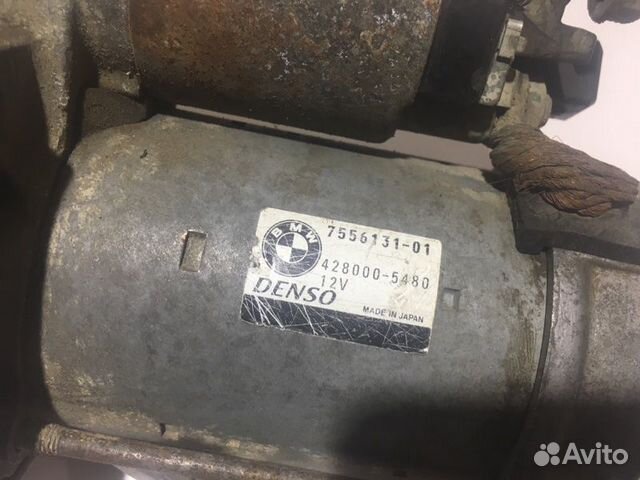 BMW
7556131-01
428000-5480
12V
DENSO
MADE IN JAPAN
Avito